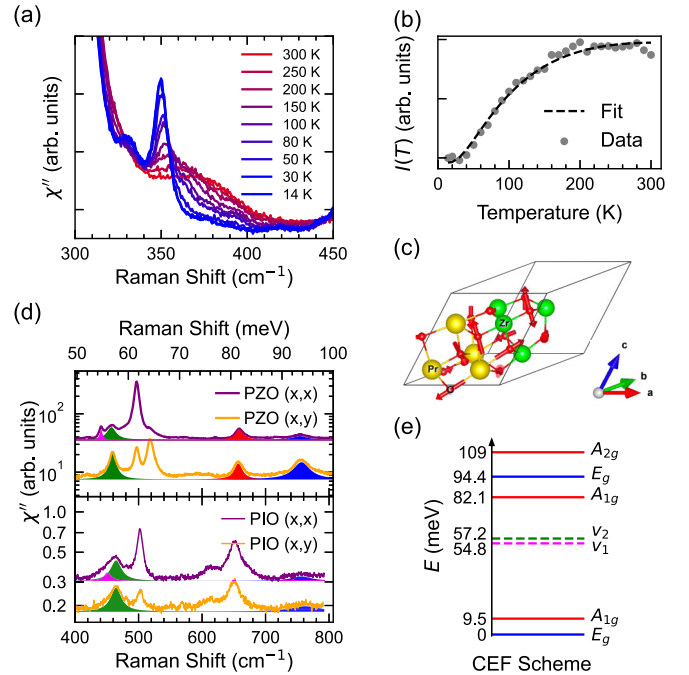 (a)
χ′′ (arb. units)
300 K
250 K
200 K
150 K
100 K
80 K
50 K
30 K
14 K
300 350 400 450
Raman Shift (cm⁻¹)
(b)
I(T) (arb. units)
Fit
Data
0 100 200 300
Temperature (K)
(c)
Zr
Pr
O
c
b
a
(d)
Raman Shift (meV)
50 60 70 80 90 100
χ′′ (arb. units)
10²
10¹
PZO (x,x)
PZO (x,y)
1.0
0.7
0.5
0.3
0.2
PIO (x,x)
PIO (x,y)
400 500 600 700 800
Raman Shift (cm⁻¹)
(e)
E (meV)
109 A₂g
94.4 Eg
82.1 A₁g
57.2 ν₂
54.8 ν₁
9.5 A₁g
0 Eg
CEF Scheme